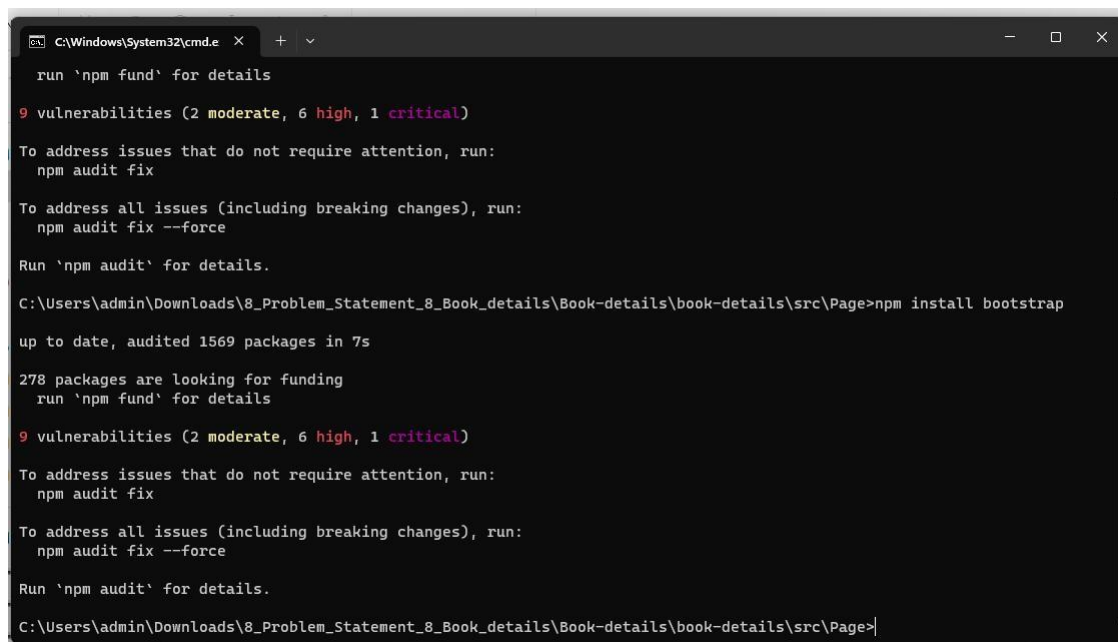 C:\Windows\System32\cmd.e
run `npm fund` for details
9 vulnerabilities (2 moderate, 6 high, 1 critical)
To address issues that do not require attention, run:
npm audit fix
To address all issues (including breaking changes), run:
npm audit fix --force
Run `npm audit` for details.
C:\Users\admin\Downloads\8_Problem_Statement_8_Book_details\Book-details\book-details\src\Page>npm install bootstrap
up to date, audited 1569 packages in 7s
278 packages are looking for funding
run `npm fund` for details
9 vulnerabilities (2 moderate, 6 high, 1 critical)
To address issues that do not require attention, run:
npm audit fix
To address all issues (including breaking changes), run:
npm audit fix --force
Run `npm audit` for details.
C:\Users\admin\Downloads\8_Problem_Statement_8_Book_details\Book-details\book-details\src\Page>